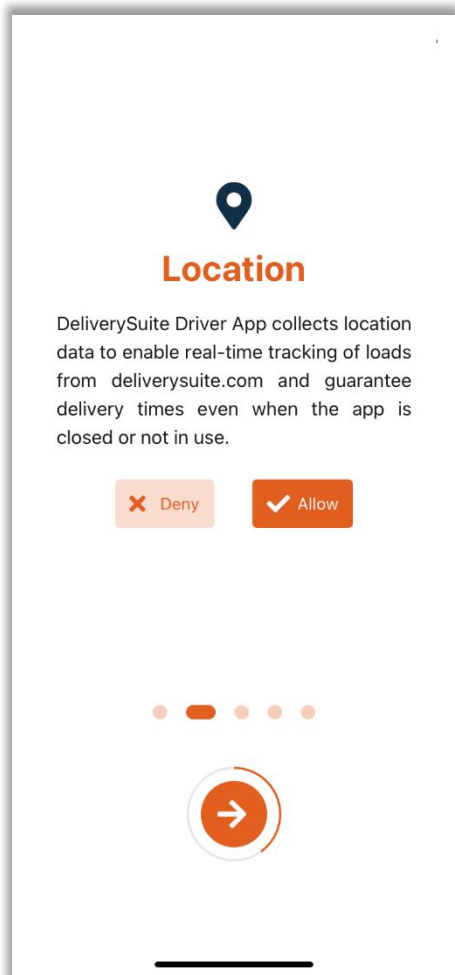 Location
DeliverySuite Driver App collects location
data to enable real-time tracking of loads
from deliverysuite.com and guarantee
delivery times even when the app is
closed or not in use.
Deny
Allow